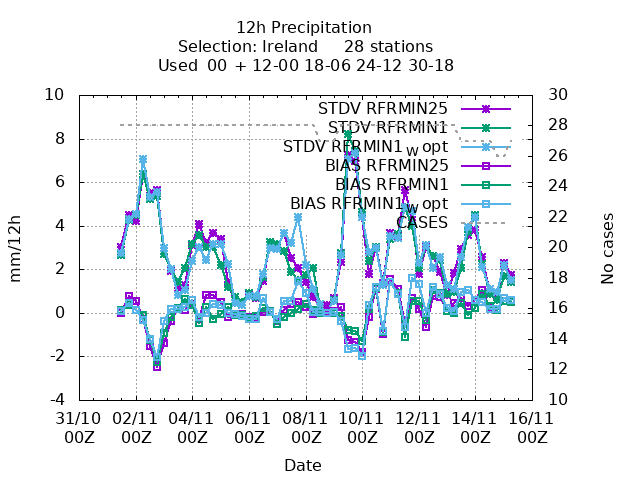 12h Precipitation
Selection: Ireland 28 stations
Used 00 + 12-00 18-06 24-12 30-18
10
8
6
4
2
0
-2
-4
mm/12h
30
28
26
24
22
20
18
16
14
12
10
No cases
STDV RFRMIN25
STDV RFRMIN1
STDV RFRMIN1_W opt
BIAS RFRMIN25
BIAS RFRMIN1
BIAS RFRMIN1_W opt
CASES
31/10 02/11 04/11 06/11 08/11 10/11 12/11 14/11 16/11
00Z 00Z 00Z 00Z 00Z 00Z 00Z 00Z 00Z
Date